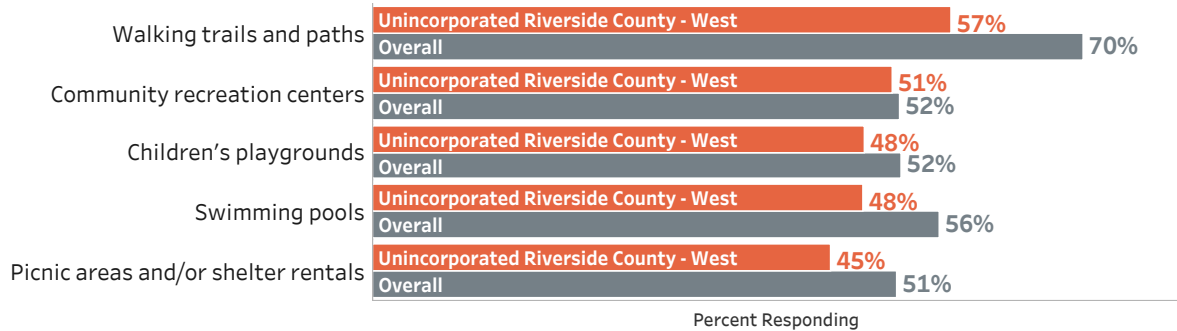 Walking trails and paths
Unincorporated Riverside County - West 57%
Overall 70%
Community recreation centers
Unincorporated Riverside County - West 51%
Overall 52%
Children's playgrounds
Unincorporated Riverside County - West 48%
Overall 52%
Swimming pools
Unincorporated Riverside County - West 48%
Overall 56%
Picnic areas and/or shelter rentals
Unincorporated Riverside County - West 45%
Overall 51%
Percent Responding